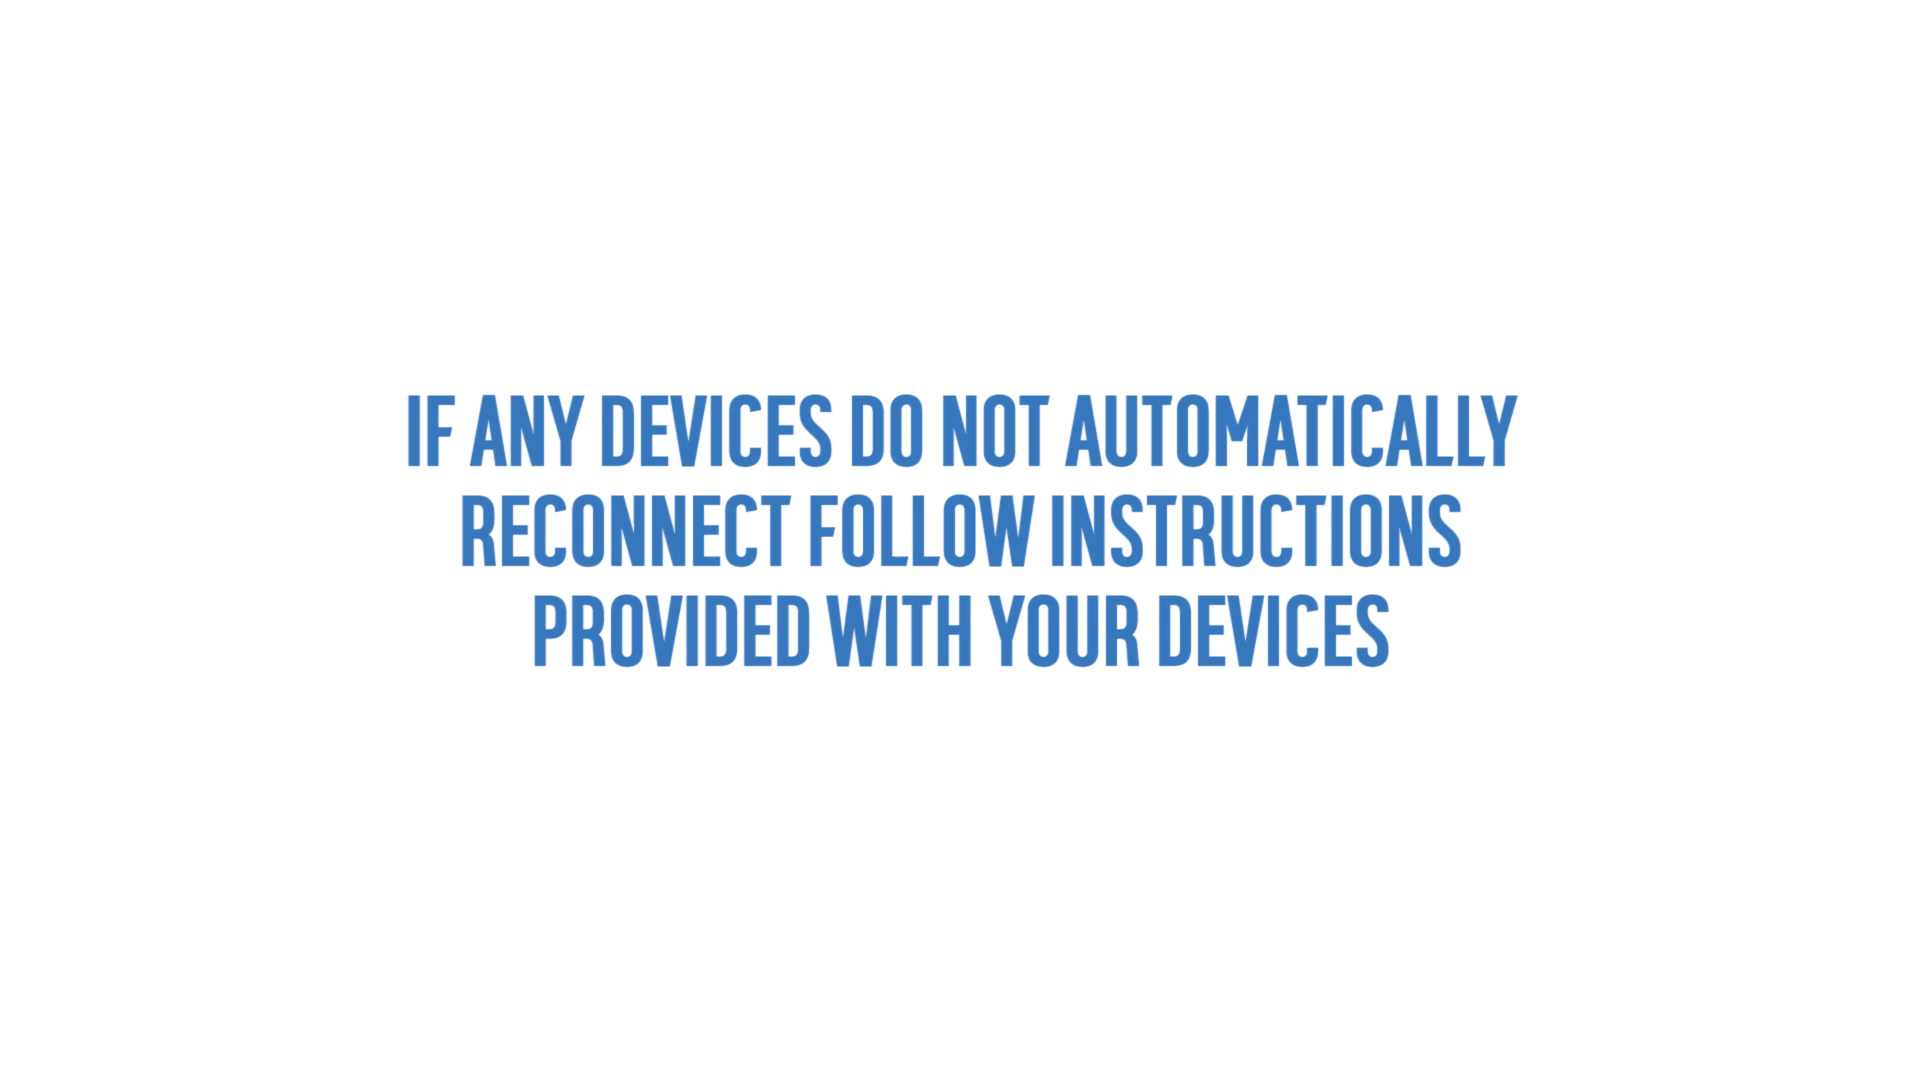 IF ANY DEVICES DO NOT AUTOMATICALLY
RECONNECT FOLLOW INSTRUCTIONS
PROVIDED WITH YOUR DEVICES